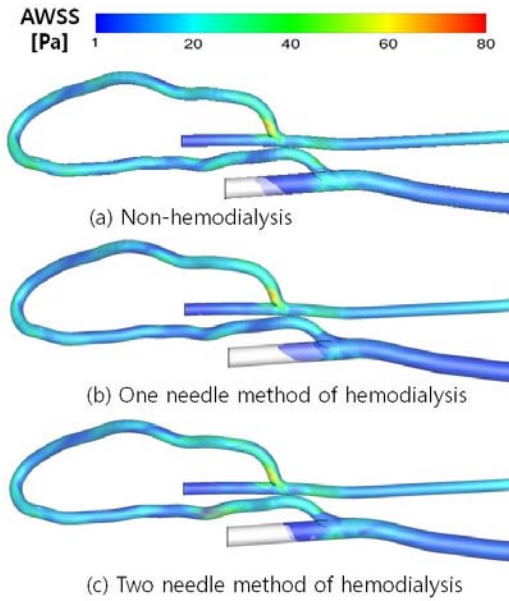 AWSS
[Pa]
1 20 40 60 80
(a) Non-hemodialysis
(b) One needle method of hemodialysis
(c) Two needle method of hemodialysis